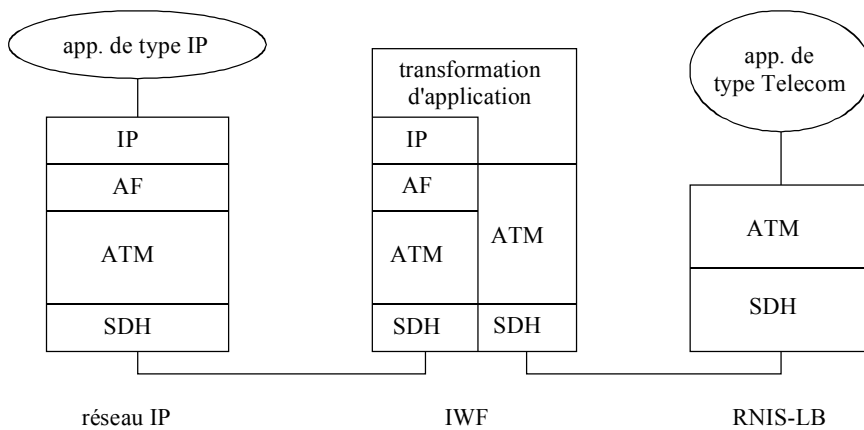 app. de type IP
IP
AF
ATM
SDH
réseau IP
transformation
d'application
IP
AF
ATM
SDH
ATM
SDH
IWF
app. de
type Telecom
ATM
SDH
RNIS-LB